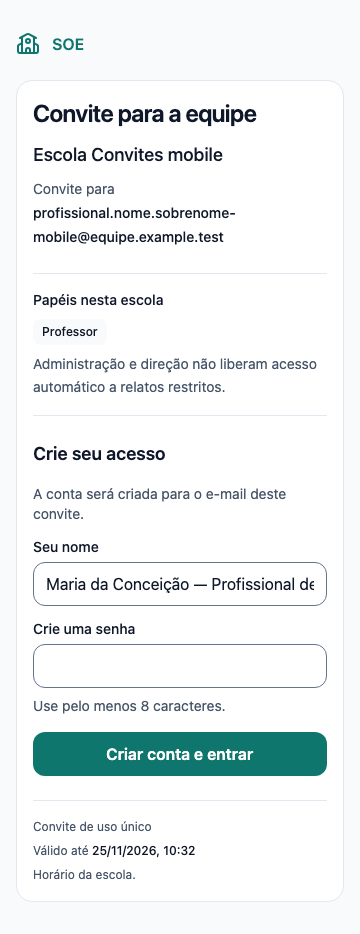 SOE
Convite para a equipe
Escola Convites mobile
Convite para
profissional.nome.sobrenome-
mobile@equipe.example.test
Papéis nesta escola
Professor
Administração e direção não liberam acesso
automático a relatos restritos.
Crie seu acesso
A conta será criada para o e-mail deste
convite.
Seu nome
Maria da Conceição — Profissional de
Crie uma senha
Use pelo menos 8 caracteres.
Criar conta e entrar
Convite de uso único
Válido até 25/11/2026, 10:32
Horário da escola.